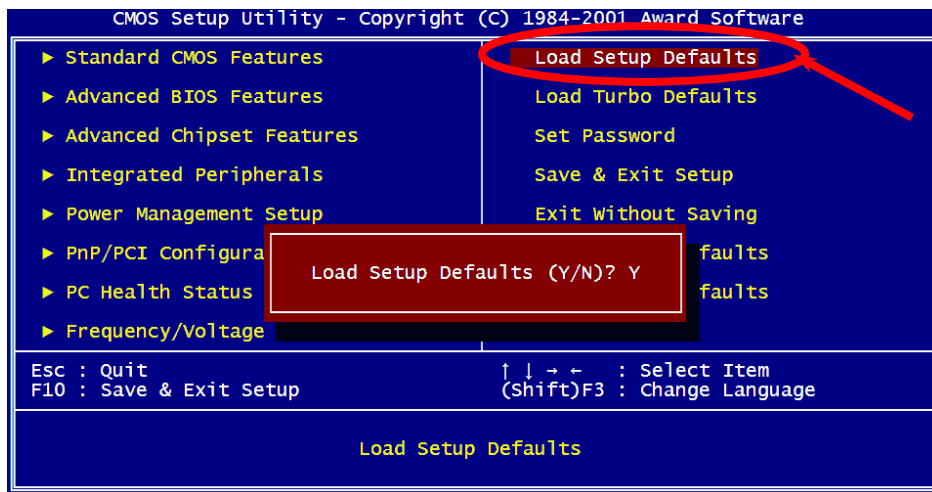 CMOS Setup Utility - Copyright (C) 1984-2001 Award Software
► Standard CMOS Features
► Advanced BIOS Features
► Advanced Chipset Features
► Integrated Peripherals
► Power Management Setup
► PnP/PCI Configura
► PC Health Status
► Frequency/Voltage
Load Setup Defaults
Load Turbo Defaults
Set Password
Save & Exit Setup
Exit Without Saving
faults
faults
Load Setup Defaults (Y/N)? Y
Esc : Quit
F10 : Save & Exit Setup
↑ ↓ → ← : Select Item
(Shift)F3 : Change Language
Load Setup Defaults